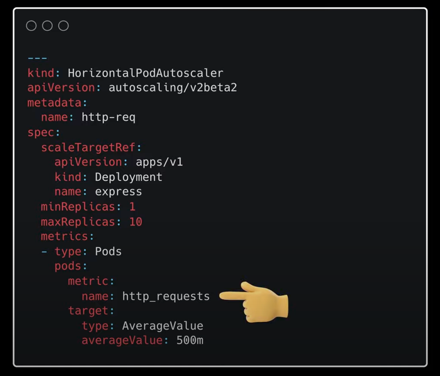 ---
kind: HorizontalPodAutoscaler
apiVersion: autoscaling/v2beta2
metadata:
  name: http-req
spec:
  scaleTargetRef:
    apiVersion: apps/v1
    kind: Deployment
    name: express
  minReplicas: 1
  maxReplicas: 10
  metrics:
  - type: Pods
    pods:
      metric:
        name: http_requests
      target:
        type: AverageValue
        averageValue: 500m